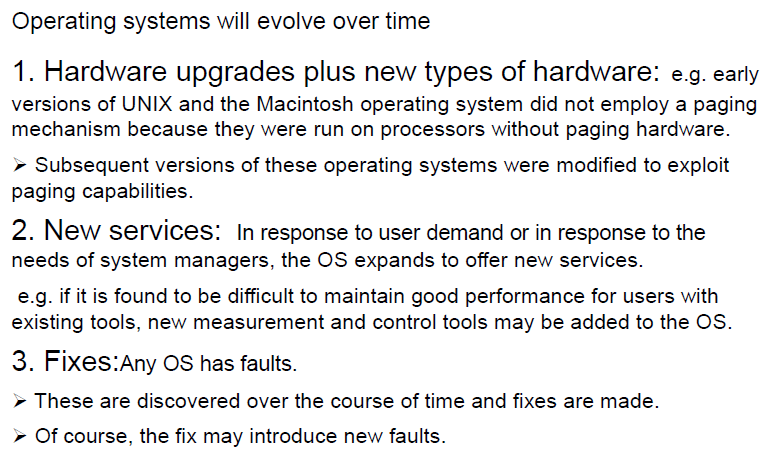 Operating systems will evolve over time
1. Hardware upgrades plus new types of hardware: e.g. early
versions of UNIX and the Macintosh operating system did not employ a paging
mechanism because they were run on processors without paging hardware.
➢ Subsequent versions of these operating systems were modified to exploit
paging capabilities.
2. New services: In response to user demand or in response to the
needs of system managers, the OS expands to offer new services.
e.g. if it is found to be difficult to maintain good performance for users with
existing tools, new measurement and control tools may be added to the OS.
3. Fixes:Any OS has faults.
➢ These are discovered over the course of time and fixes are made.
➢ Of course, the fix may introduce new faults.